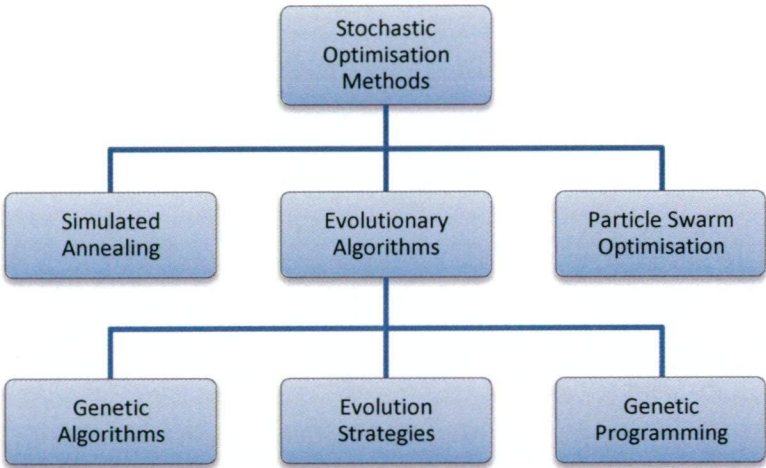 Stochastic
Optimisation
Methods
Simulated
Annealing
Evolutionary
Algorithms
Particle Swarm
Optimisation
Genetic
Algorithms
Evolution
Strategies
Genetic
Programming